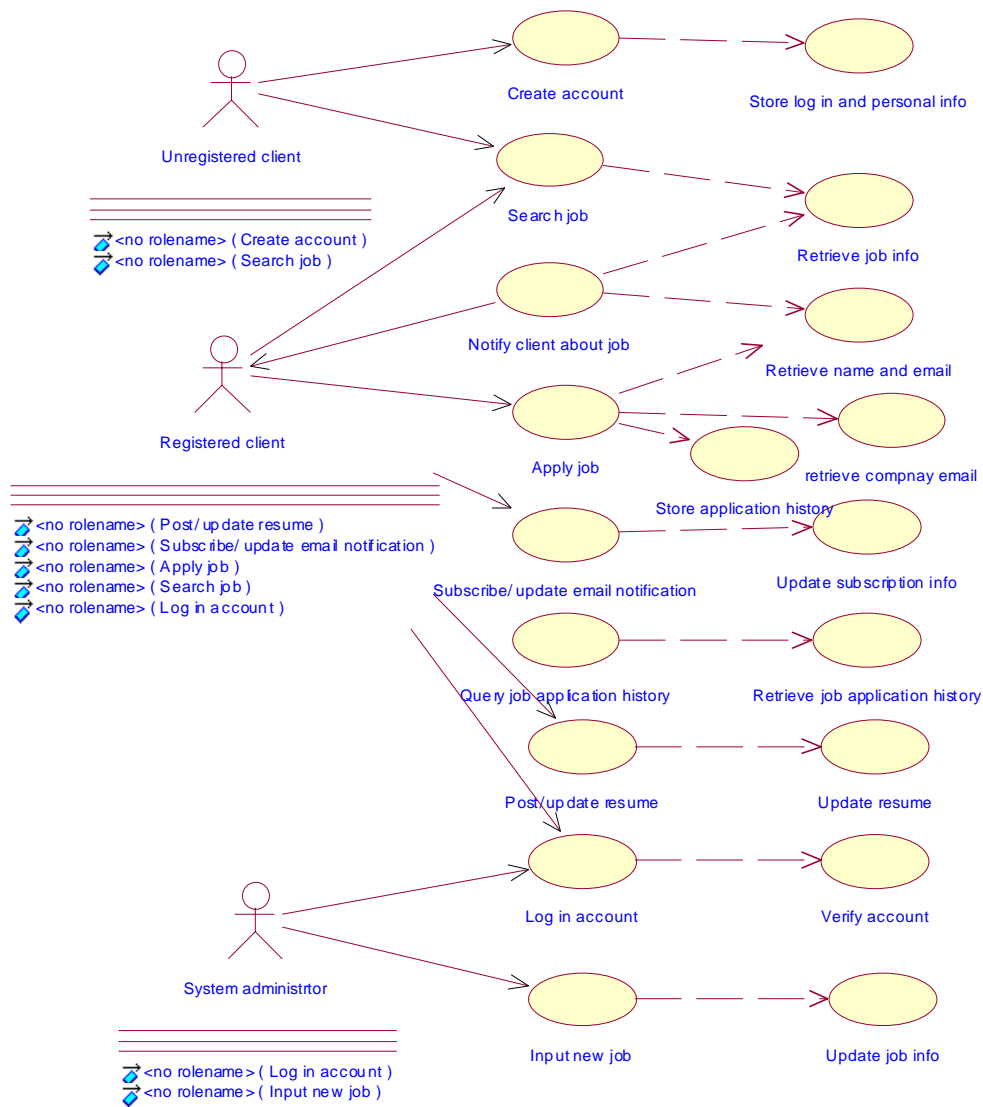 Create account
Store log in and personal info
Unregistered client
Search job
<no rolename> ( Create account )
<no rolename> ( Search job )
Retrieve job info
Notify client about job
Retrieve name and email
Registered client
Apply job
retrieve compnay email
Store application history
<no rolename> ( Post/ update resume )
<no rolename> ( Subscribe/ update email notification )
<no rolename> ( Apply job )
<no rolename> ( Search job )
<no rolename> ( Log in account )
Subscribe/ update email notification
Update subscription info
Query job application history
Retrieve job application history
Post/update resume
Update resume
Log in account
Verify account
System administrtor
Input new job
Update job info
<no rolename> ( Log in account )
<no rolename> ( Input new job )